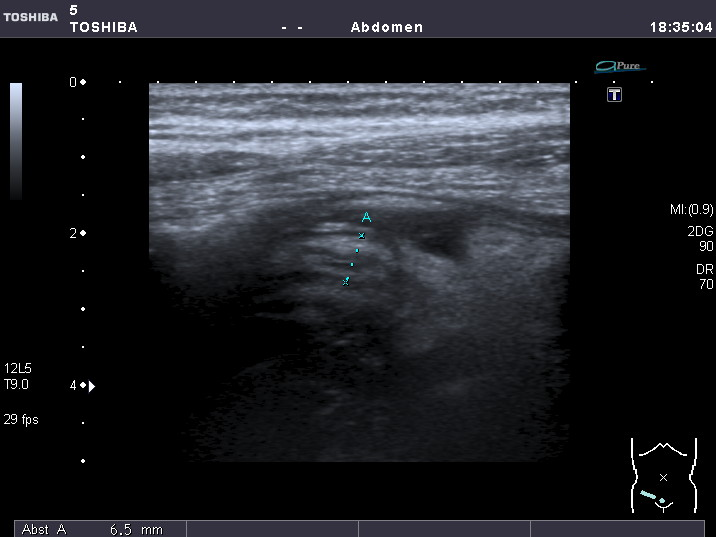 TOSHIBA
5
TOSHIBA - - Abdomen 18:35:04
aPure
T
0
A
2
4
MI:(0.9)
2DG
90
DR
70
12L5
T9.0
29 fps
Abst A 6.5 mm